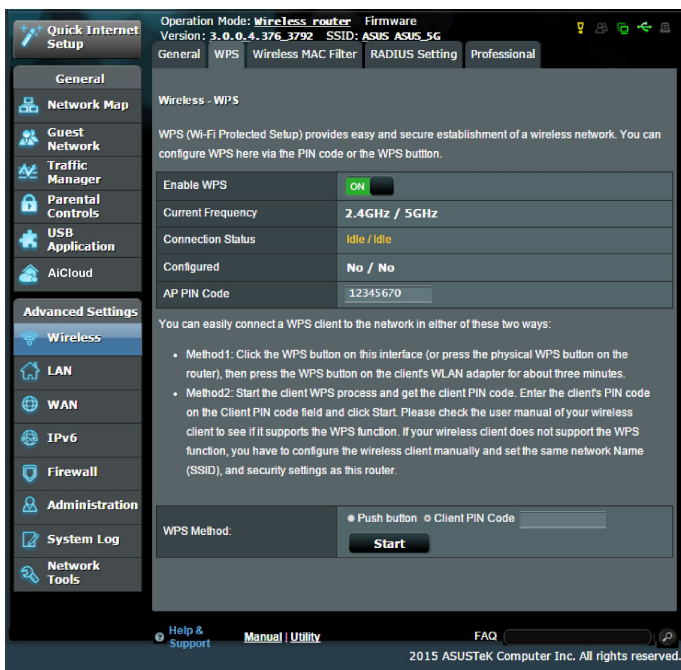 Quick Internet
Setup
Operation Mode: Wireless router Firmware
Version: 3.0.0.4.376_3792 SSID: ASUS ASUS_5G
General WPS Wireless MAC Filter RADIUS Setting Professional
General
Network Map
Guest
Network
Traffic
Manager
Parental
Controls
USB
Application
AiCloud
Advanced Settings
Wireless
LAN
WAN
IPv6
Firewall
Administration
System Log
Network
Tools
Wireless - WPS
WPS (Wi-Fi Protected Setup) provides easy and secure establishment of a wireless network. You can
configure WPS here via the PIN code or the WPS buttton.
Enable WPS ON
Current Frequency 2.4GHz / 5GHz
Connection Status Idle / Idle
Configured No / No
AP PIN Code 12345670
You can easily connect a WPS client to the network in either of these two ways:
• Method1: Click the WPS button on this interface (or press the physical WPS button on the
router), then press the WPS button on the client's WLAN adapter for about three minutes.
• Method2: Start the client WPS process and get the client PIN code. Enter the client's PIN code
on the Client PIN code field and click Start. Please check the user manual of your wireless
client to see if it supports the WPS function. If your wireless client does not support the WPS
function, you have to configure the wireless client manually and set the same network Name
(SSID), and security settings as this router.
WPS Method: Push button Client PIN Code
Start
Help &
Support
Manual | Utility
FAQ
2015 ASUSTeK Computer Inc. All rights reserved.